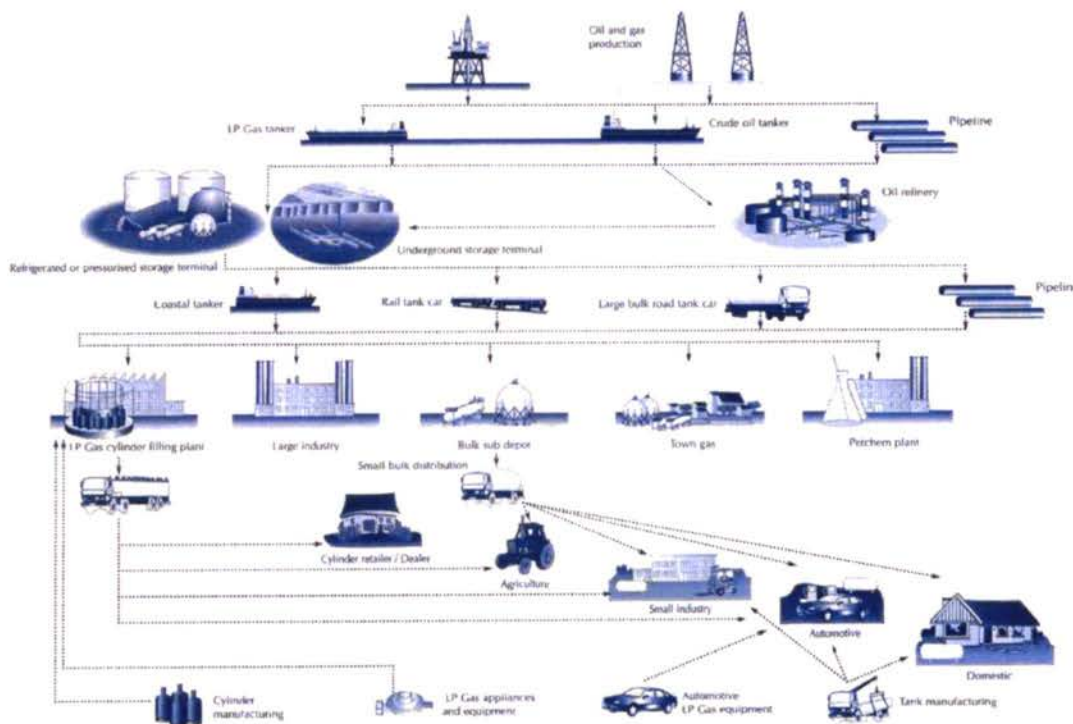 Oil and gas
production
LP Gas tanker
Crude oil tanker
Pipeline
Oil refinery
Underground storage terminal
Refrigerated or pressurised storage terminal
Coastal tanker
Rail tank car
Large bulk road tank car
Pipelin
LP Gas cylinder filling plant
Large industry
Bulk sub depot
Town gas
Petchem plant
Small bulk distribution
Cylinder retailer / Dealer
Agriculture
Small industry
Automotive
Domestic
Cylinder
manufacturing
LP Gas appliances
and equipment
Automotive
LP Gas equipment
Tank manufacturing